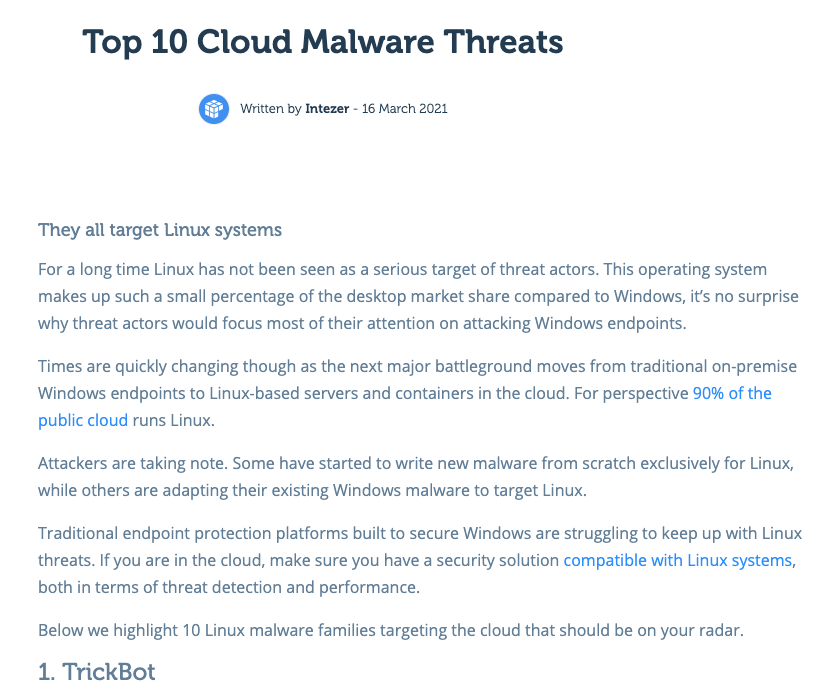 Top 10 Cloud Malware Threats
Written by Intezer - 16 March 2021
They all target Linux systems
For a long time Linux has not been seen as a serious target of threat actors. This operating system
makes up such a small percentage of the desktop market share compared to Windows, it’s no surprise
why threat actors would focus most of their attention on attacking Windows endpoints.
Times are quickly changing though as the next major battleground moves from traditional on-premise
Windows endpoints to Linux-based servers and containers in the cloud. For perspective 90% of the
public cloud runs Linux.
Attackers are taking note. Some have started to write new malware from scratch exclusively for Linux,
while others are adapting their existing Windows malware to target Linux.
Traditional endpoint protection platforms built to secure Windows are struggling to keep up with Linux
threats. If you are in the cloud, make sure you have a security solution compatible with Linux systems,
both in terms of threat detection and performance.
Below we highlight 10 Linux malware families targeting the cloud that should be on your radar.
1. TrickBot